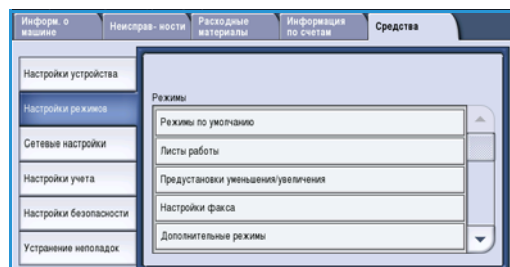 Информ. о
машине
Неисправ- ности
Расходные
материалы
Информация
по счетам
Средства
Настройки устройства
Настройки режимов
Сетевые настройки
Настройки учета
Настройки безопасности
Устранение неполадок
Режимы
Режимы по умолчанию
Листы работы
Предустановки уменьшения/увеличения
Настройки факса
Дополнительные режимы